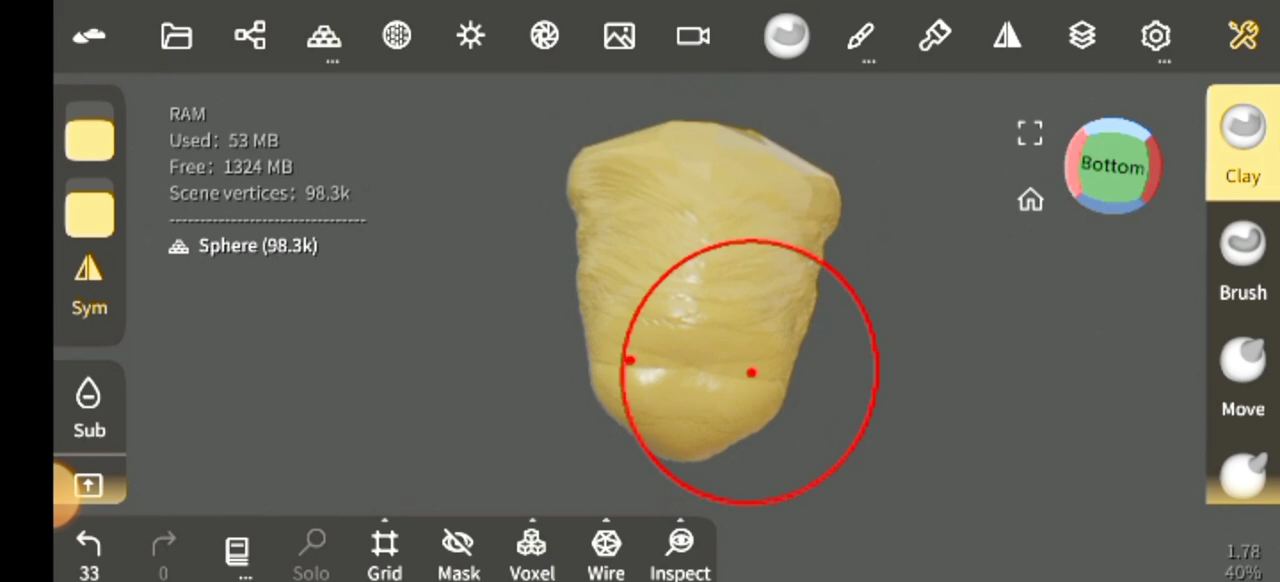 RAM
Used: 53 MB
Free: 1324 MB
Scene vertices: 98.3k
--------------------------------
Sphere (98.3k)
Bottom
Sym
Sub
Clay
Brush
Move
33
0
...
Solo
Grid
Mask
Voxel
Wire
Inspect
1.78
40%